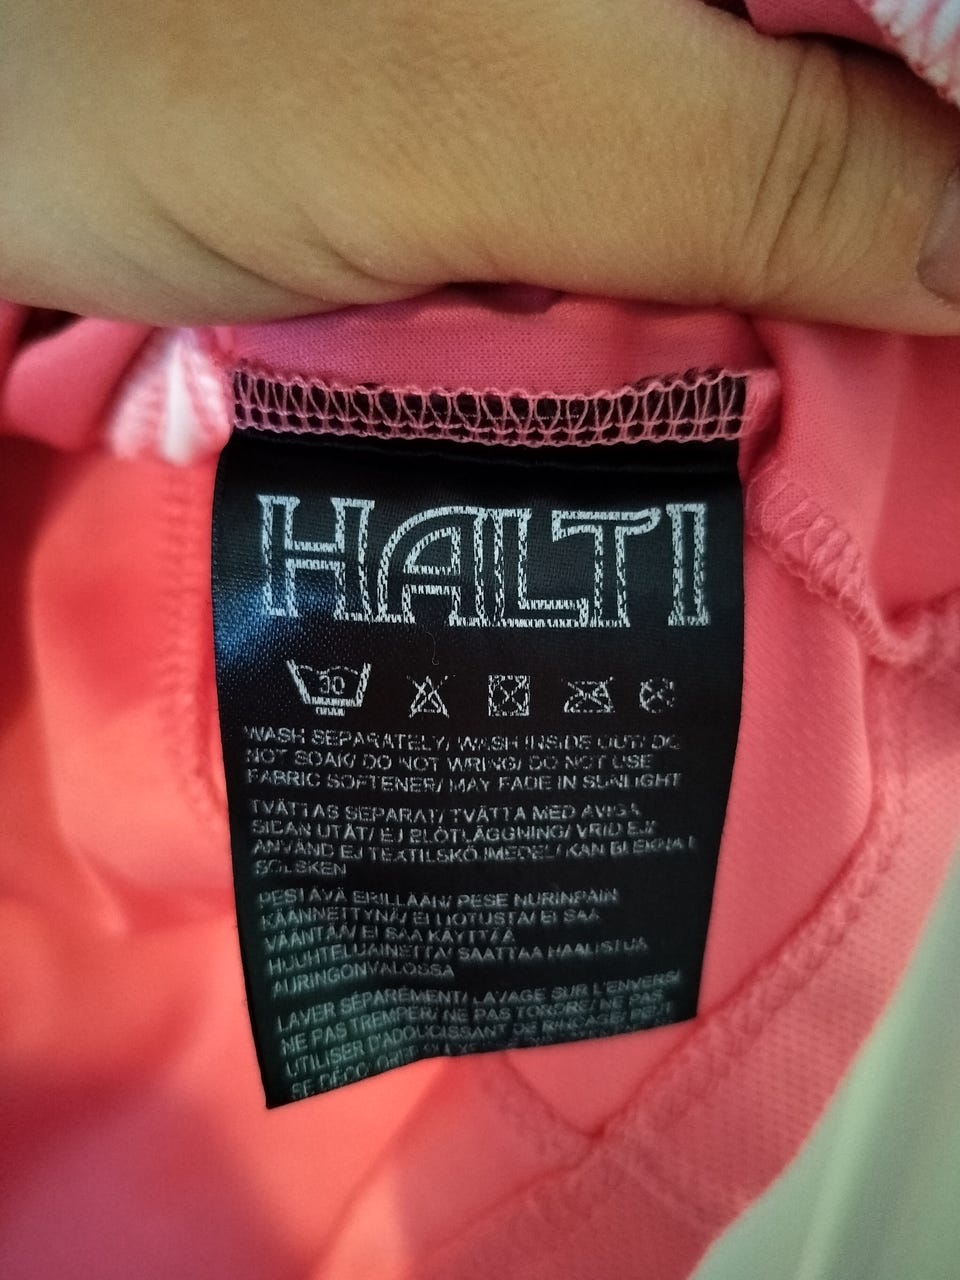 HALTI
30
WASH SEPARATELY/ WASH INSIDE OUT/ DO
NOT SOAK/ DO NOT WRING/ DO NOT USE
FABRIC SOFTENER/ MAY FADE IN SUNLIGHT
TVÄTTAS SEPARAT/ TVÄTTA MED AVIGA
SIDAN UTÅT/ EJ BLÖTLÄGGNING/ VRID EJ/
ANVÄND EJ TEXTILSKÖLJMEDEL/ KAN BLEKNA I
SOLSKEN
PESTÄVÄ ERILLÄÄN/ PESE NURINPÄIN
KÄÄNNETTYNÄ/ EI LIOTUSTA/ EI SAA
VÄÄNTÄÄ/ EI SAA KÄYTTÄÄ
HUUHTELUAINETTA/ SAATTAA HAALISTUA
AURINGONVALOSSA
LAVER SÉPARÉMENT/ LAVAGE SUR L'ENVERS/
NE PAS TREMPER/ NE PAS TORDRE/ NE PAS
UTILISER D'ADOUCISSANT DE RINÇAGE/ PEUT
SE DÉCOLORER